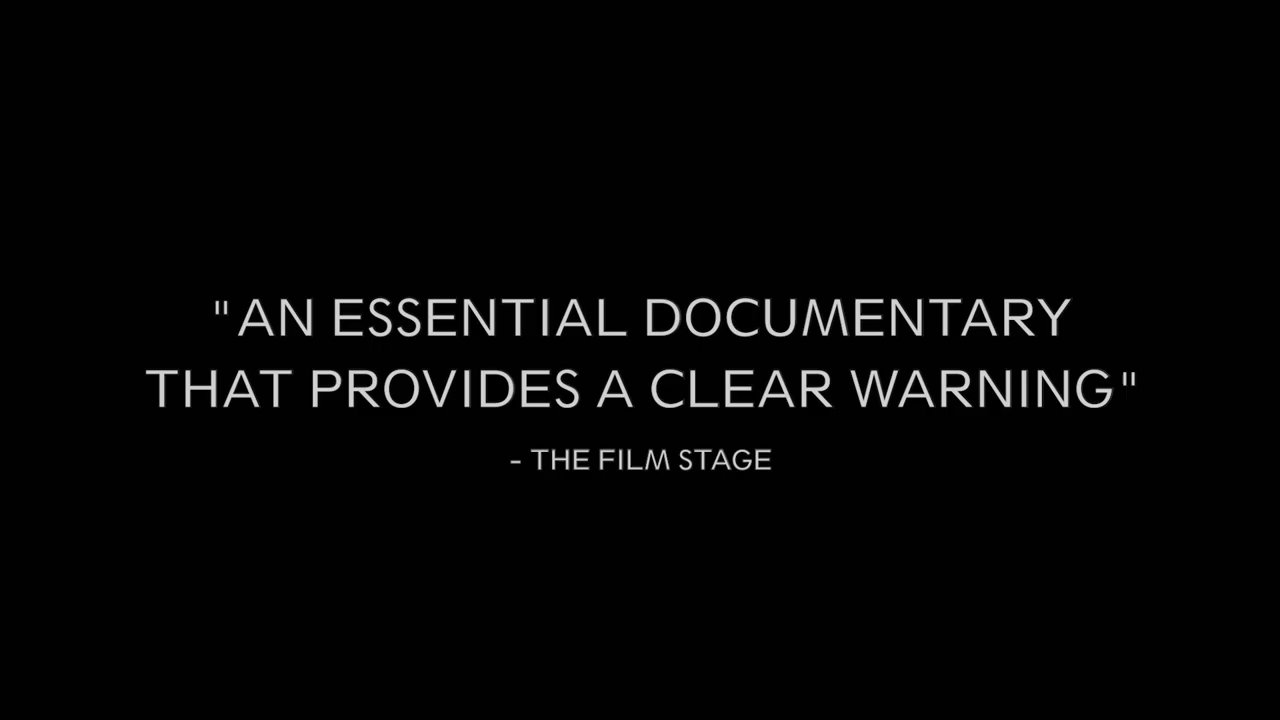 "AN ESSENTIAL DOCUMENTARY
THAT PROVIDES A CLEAR WARNING"
- THE FILM STAGE